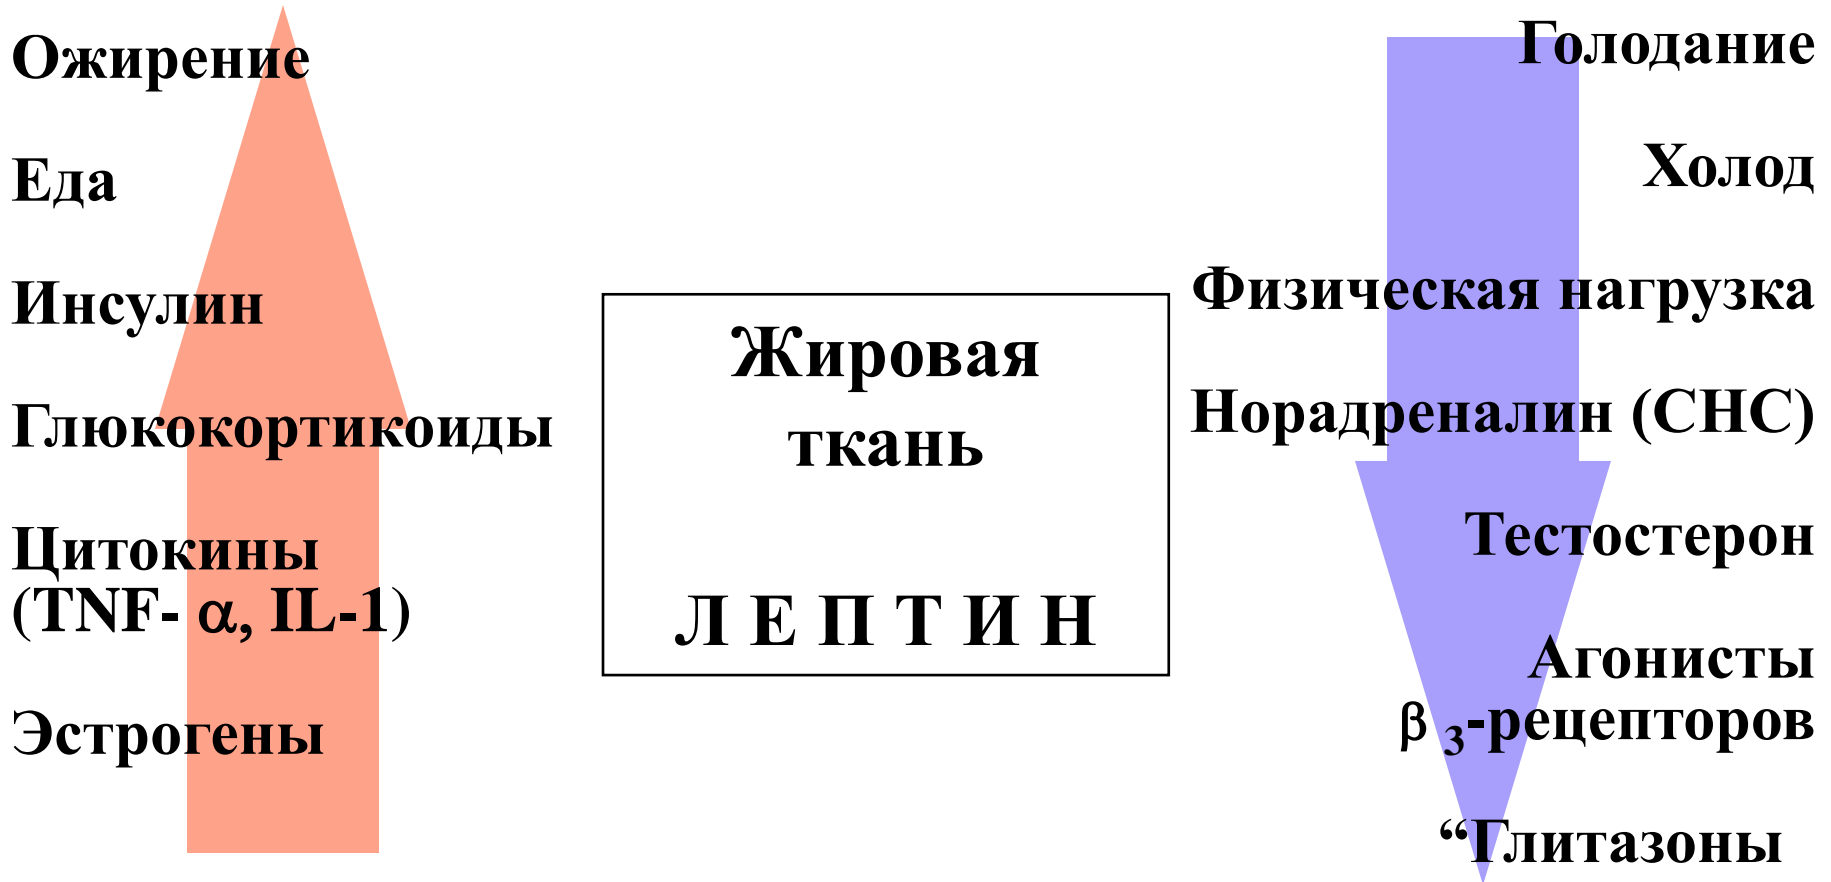 Ожирение
Еда
Инсулин
Глюкокортикоиды
Цитокины
(TNF- α, IL-1)
Эстрогены
Жировая
ткань
Л Е П Т И Н
Голодание
Холод
Физическая нагрузка
Норадреналин (СНС)
Тестостерон
Агонисты
β 3-рецепторов
“Глитазоны